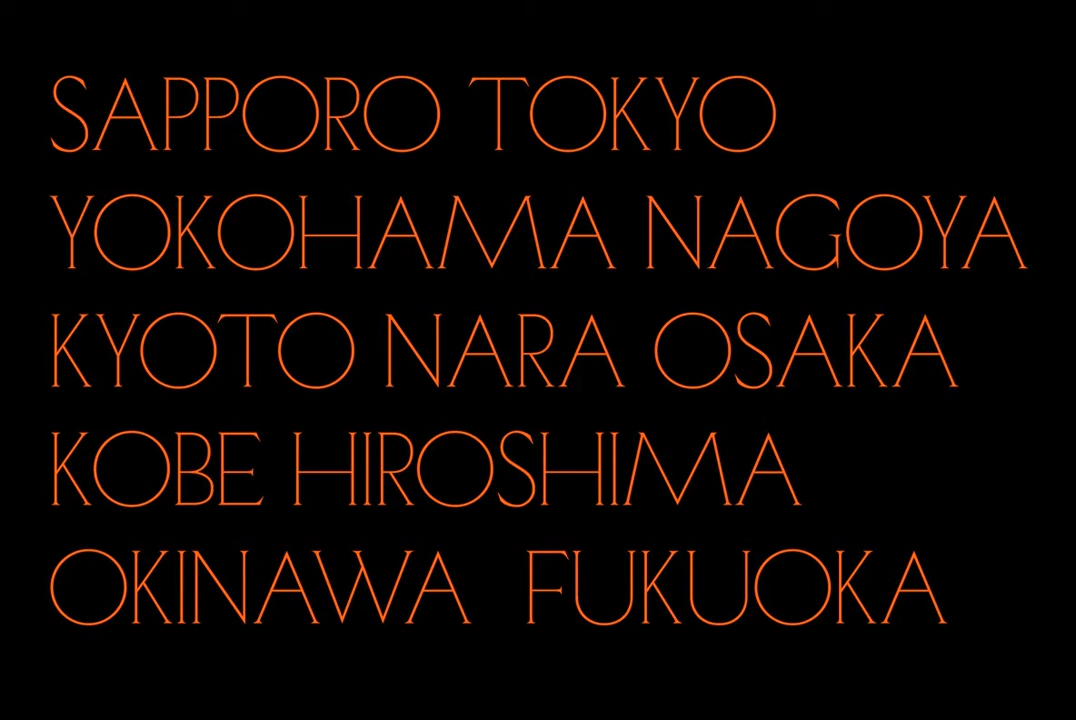 SAPPORO TOKYO
YOKOHAMA NAGOYA
KYOTO NARA OSAKA
KOBE HIROSHIMA
OKINAWA FUKUOKA